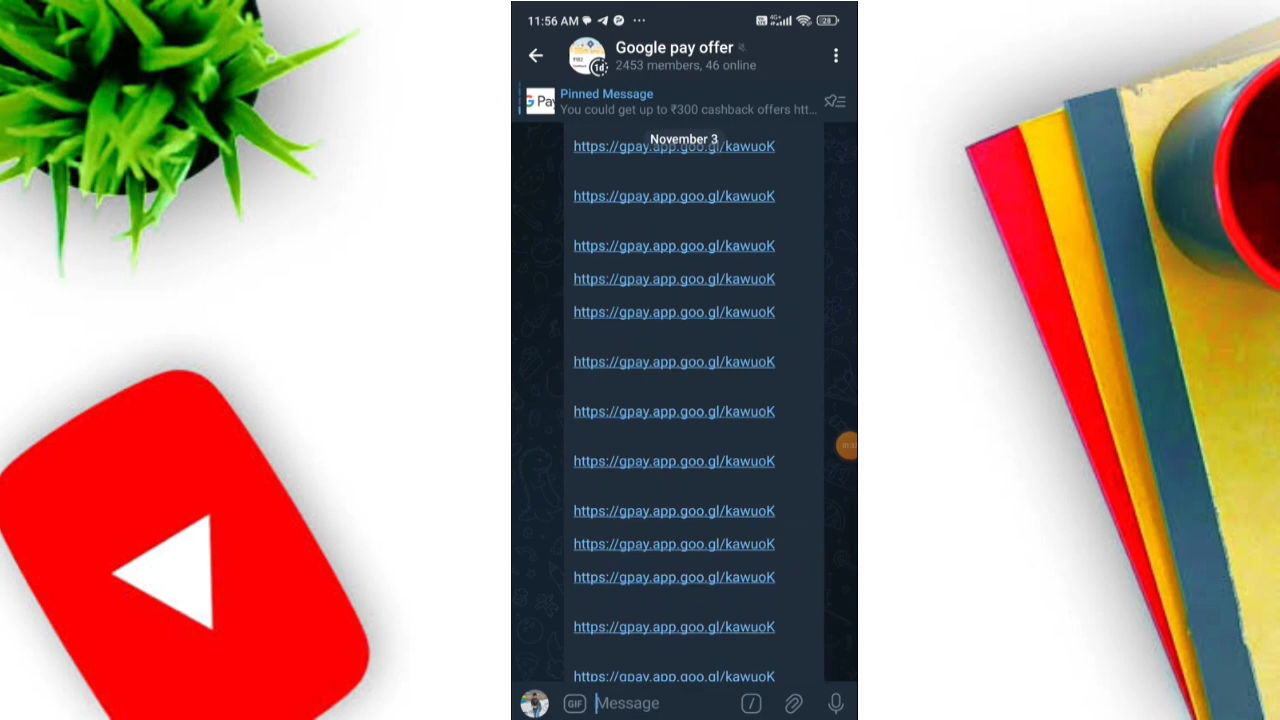 11:56 AM
4G+
28
Google pay offer
1d
2453 members, 46 online
G Pay
Pinned Message
You could get up to ₹300 cashback offers htt...
November 3
https://gpay.app.goo.gl/kawuoK
https://gpay.app.goo.gl/kawuoK
https://gpay.app.goo.gl/kawuoK
https://gpay.app.goo.gl/kawuoK
https://gpay.app.goo.gl/kawuoK
https://gpay.app.goo.gl/kawuoK
https://gpay.app.goo.gl/kawuoK
https://gpay.app.goo.gl/kawuoK
https://gpay.app.goo.gl/kawuoK
https://gpay.app.goo.gl/kawuoK
https://gpay.app.goo.gl/kawuoK
https://gpay.app.goo.gl/kawuoK
https://gpay.app.goo.gl/kawuoK
GIF
Message